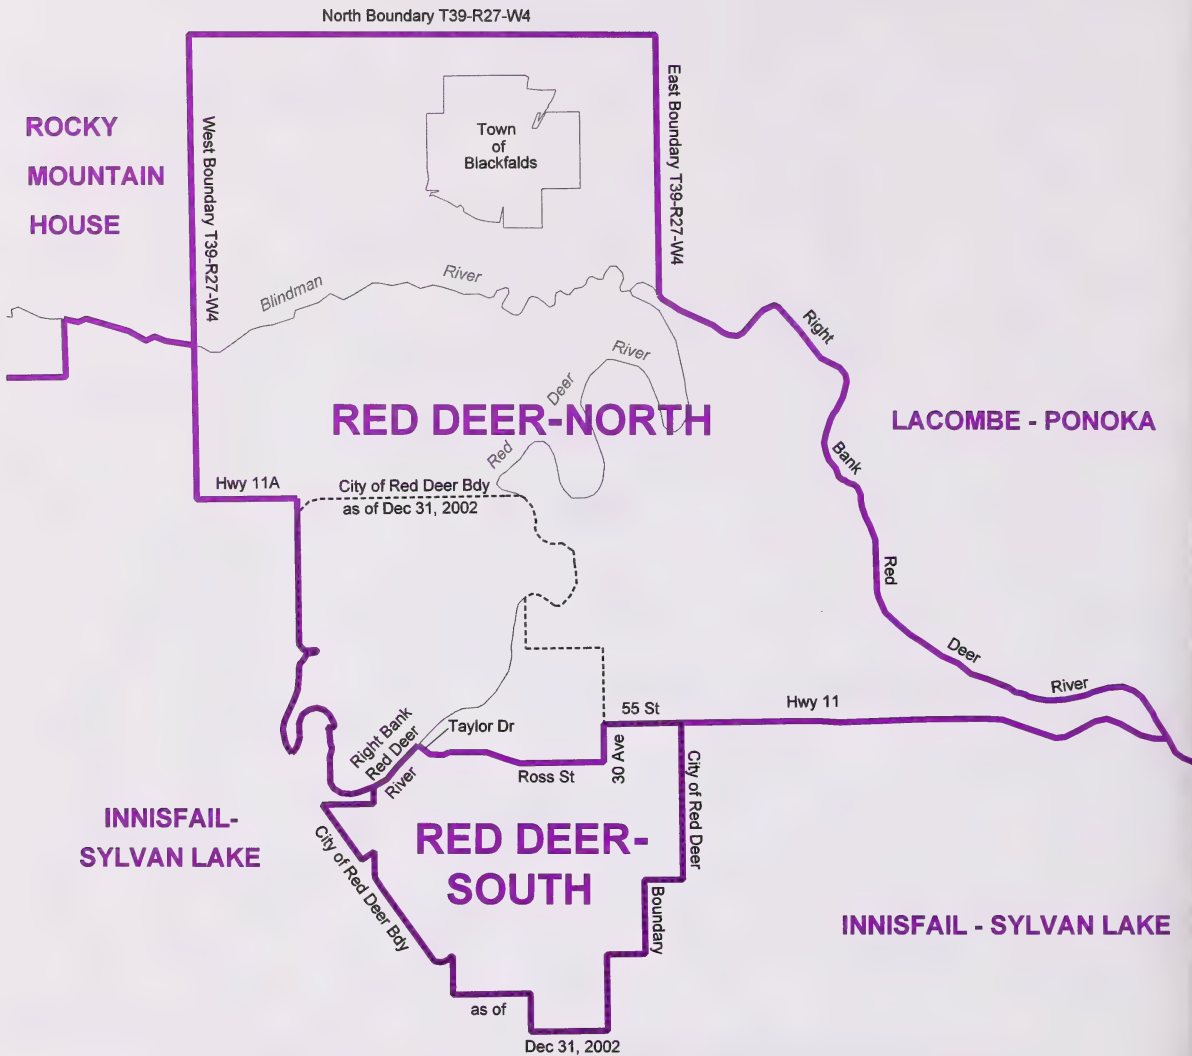 North Boundary T39-R27-W4
ROCKY
MOUNTAIN
HOUSE
West Boundary T39-R27-W4
East Boundary T39-R27-W4
Town
of
Blackfalds
Blindman
River
Right
Bank
Red
Deer
River
River
Deer
Red
RED DEER-NORTH
LACOMBE - PONOKA
Hwy 11A
City of Red Deer Bdy
as of Dec 31, 2002
Hwy 11
55 St
30 Ave
Taylor Dr
Ross St
Right Bank
Red Deer
River
INNISFAIL-
SYLVAN LAKE
RED DEER-
SOUTH
City of Red Deer
Boundary
City of Red Deer Bdy
INNISFAIL - SYLVAN LAKE
as of
Dec 31, 2002